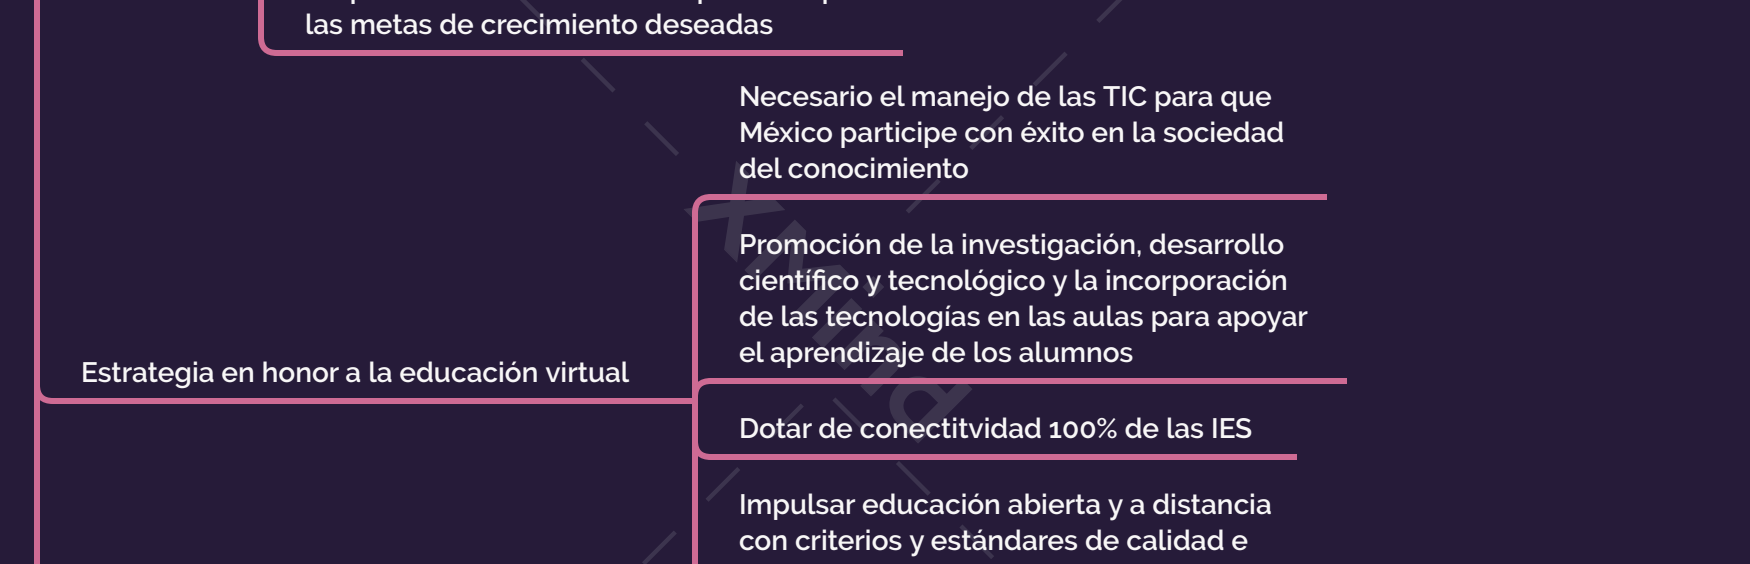 las metas de crecimiento deseadas
Necesario el manejo de las TIC para que
México participe con éxito en la sociedad
del conocimiento
Promoción de la investigación, desarrollo
científico y tecnológico y la incorporación
de las tecnologías en las aulas para apoyar
el aprendizaje de los alumnos
Estrategia en honor a la educación virtual
Dotar de conectitvidad 100% de las IES
Impulsar educación abierta y a distancia
con criterios y estándares de calidad e
XMind